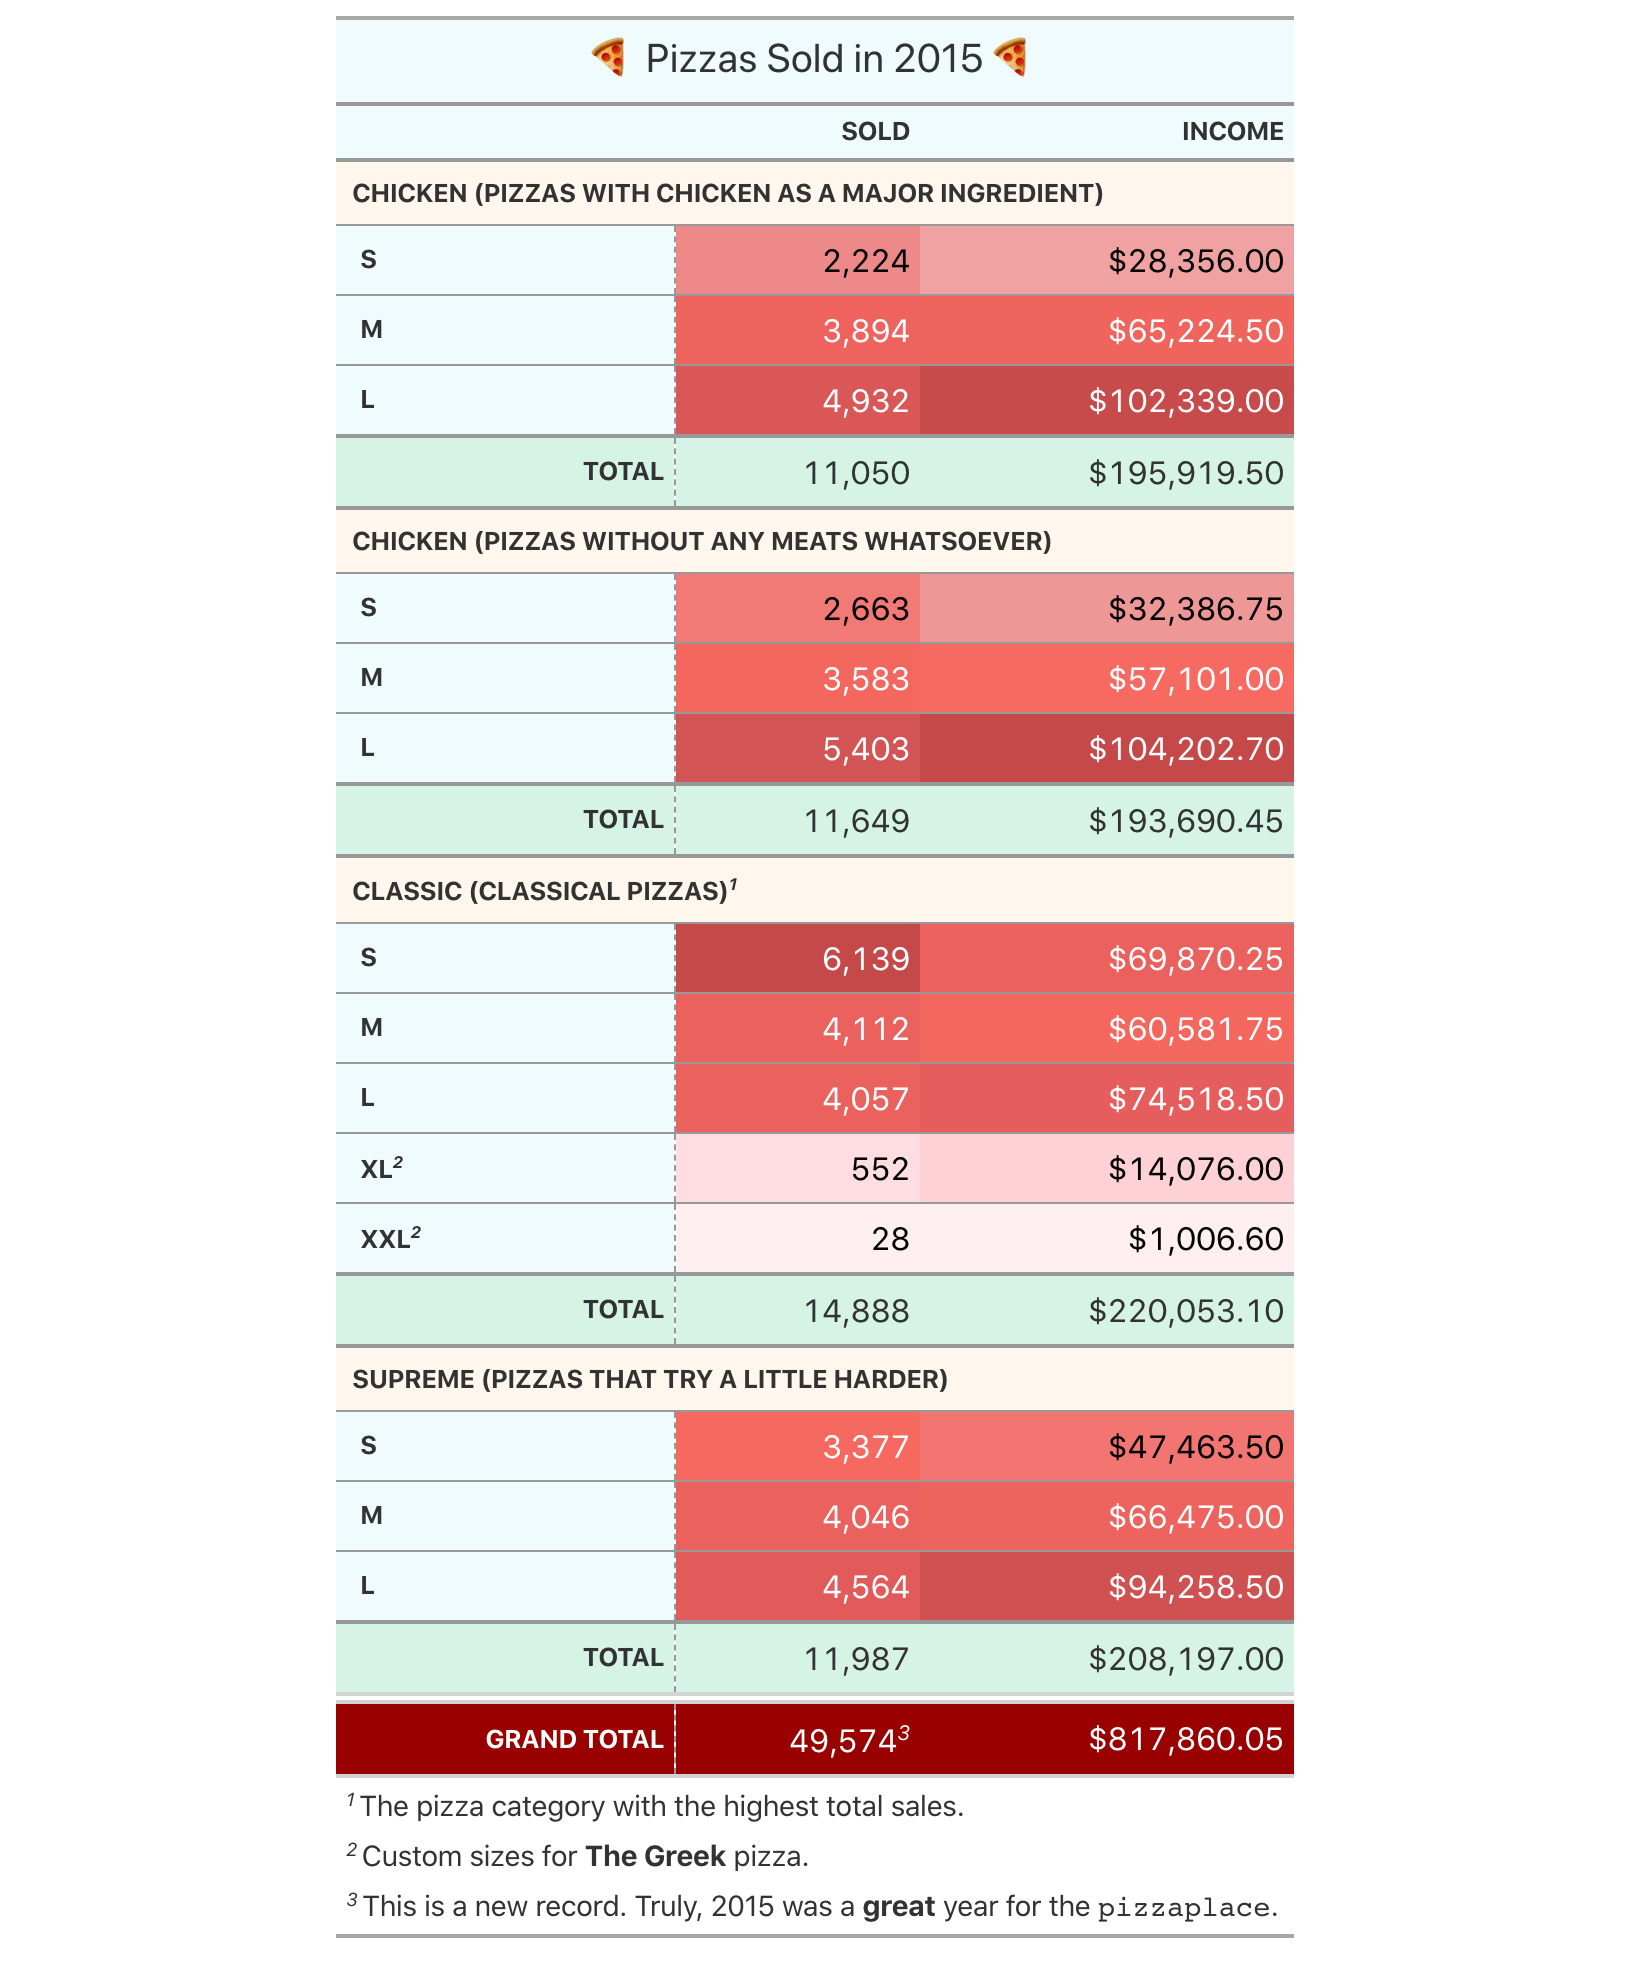 🍕 Pizzas Sold in 2015 🍕
SOLD INCOME
CHICKEN (PIZZAS WITH CHICKEN AS A MAJOR INGREDIENT)
S 2,224 $28,356.00
M 3,894 $65,224.50
L 4,932 $102,339.00
TOTAL 11,050 $195,919.50
CHICKEN (PIZZAS WITHOUT ANY MEATS WHATSOEVER)
S 2,663 $32,386.75
M 3,583 $57,101.00
L 5,403 $104,202.70
TOTAL 11,649 $193,690.45
CLASSIC (CLASSICAL PIZZAS)1
S 6,139 $69,870.25
M 4,112 $60,581.75
L 4,057 $74,518.50
XL2 552 $14,076.00
XXL2 28 $1,006.60
TOTAL 14,888 $220,053.10
SUPREME (PIZZAS THAT TRY A LITTLE HARDER)
S 3,377 $47,463.50
M 4,046 $66,475.00
L 4,564 $94,258.50
TOTAL 11,987 $208,197.00
GRAND TOTAL 49,5743 $817,860.05
1 The pizza category with the highest total sales.
2 Custom sizes for The Greek pizza.
3 This is a new record. Truly, 2015 was a great year for the pizzaplace.